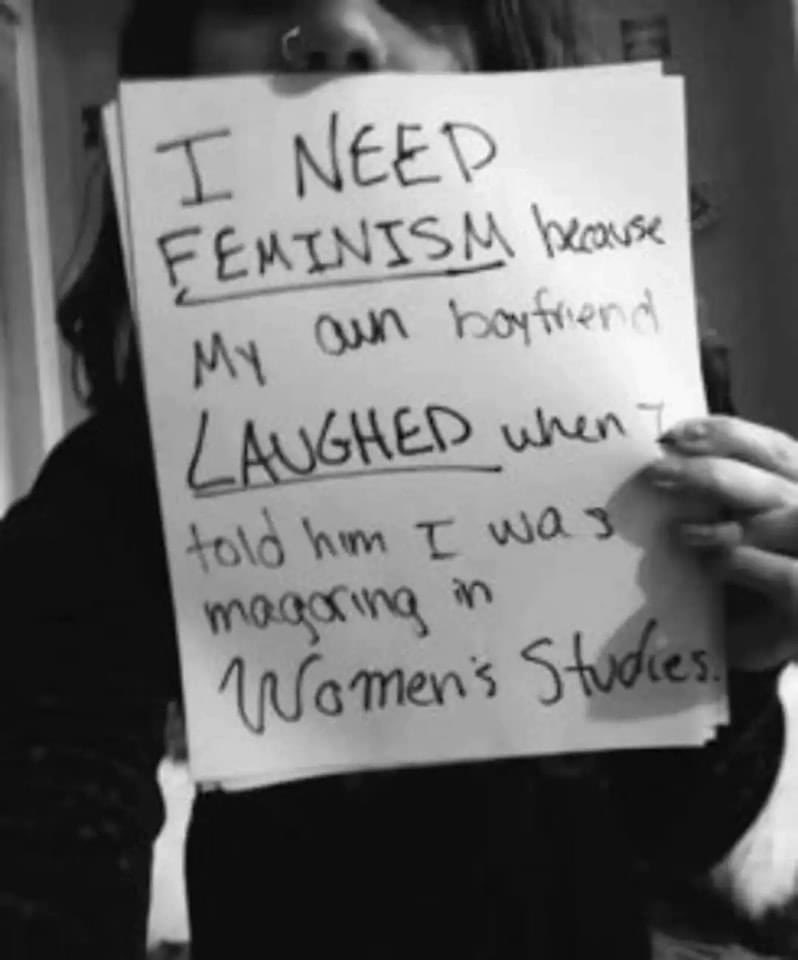 I NEED
FEMINISM because
My own boyfriend
LAUGHED when I
told him I was
magoring in
Women's Studies.